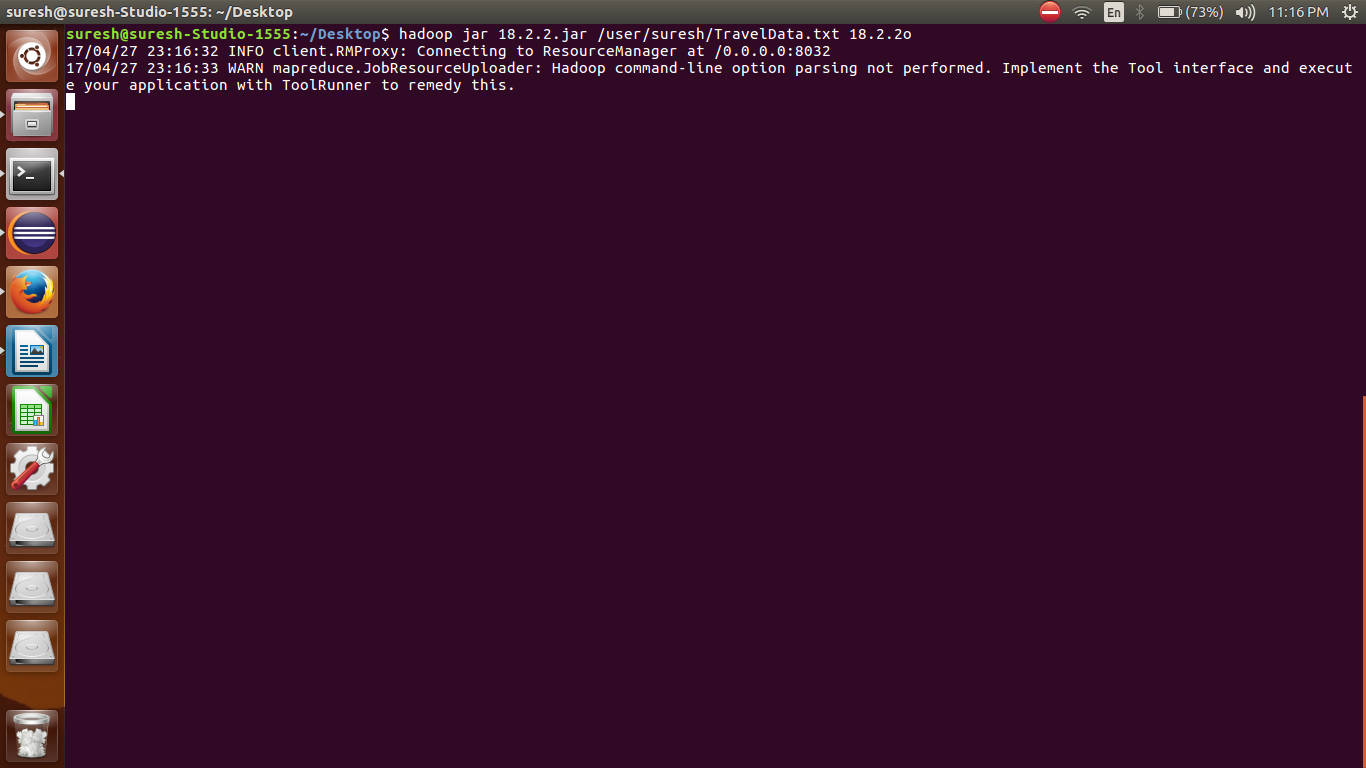 suresh@suresh-Studio-1555: ~/Desktop
En
(73%)
11:16 PM
suresh@suresh-Studio-1555:~/Desktop$ hadoop jar 18.2.2.jar /user/suresh/TravelData.txt 18.2.2o
17/04/27 23:16:32 INFO client.RMProxy: Connecting to ResourceManager at /0.0.0.0:8032
17/04/27 23:16:33 WARN mapreduce.JobResourceUploader: Hadoop command-line option parsing not performed. Implement the Tool interface and execut
e your application with ToolRunner to remedy this.